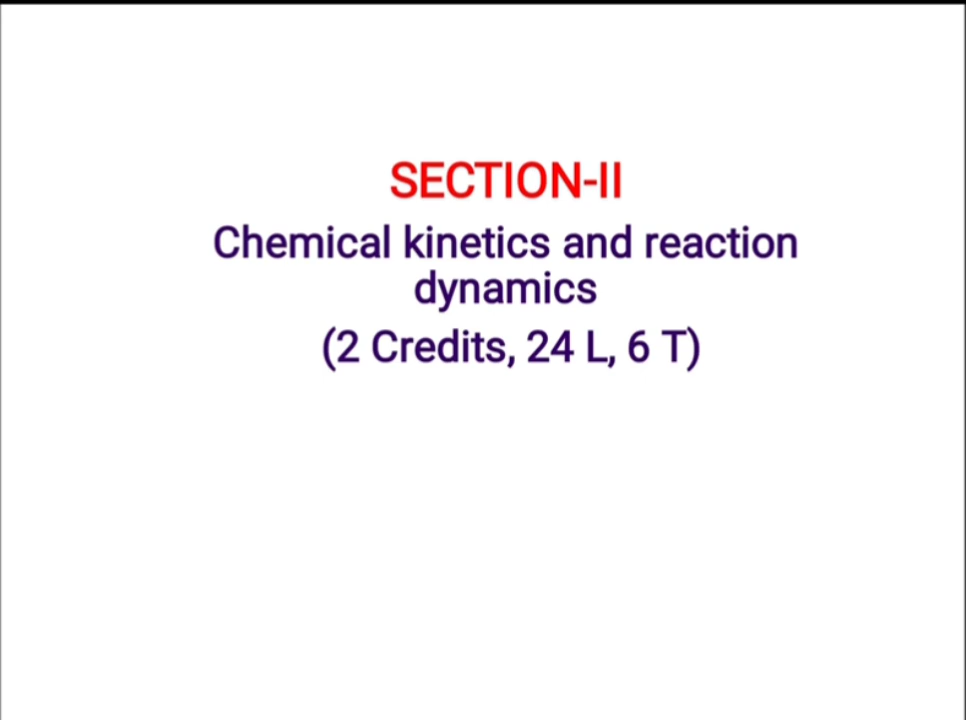 SECTION-II
Chemical kinetics and reaction
dynamics
(2 Credits, 24 L, 6 T)